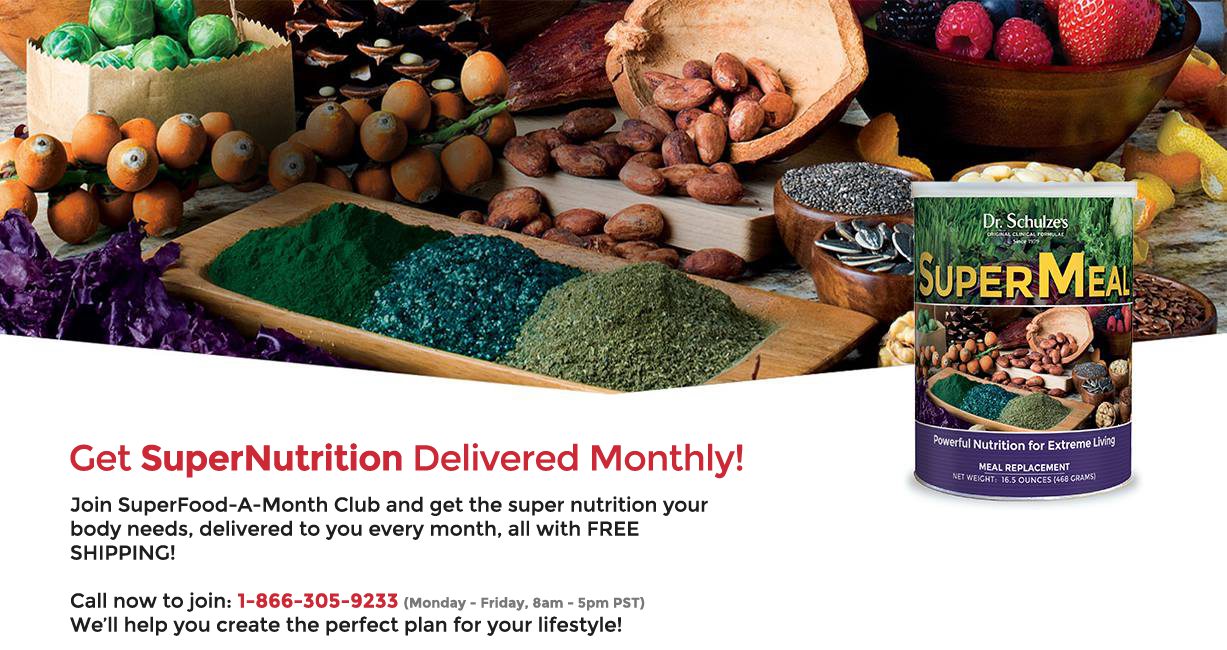 Dr. Schulze's
ORIGINAL CLINICAL FORMULAE
Since 1979
SUPERMEAL
Powerful Nutrition for Extreme Living
MEAL REPLACEMENT
NET WEIGHT: 16.5 OUNCES (468 GRAMS)
Get SuperNutrition Delivered Monthly!
Join SuperFood-A-Month Club and get the super nutrition your
body needs, delivered to you every month, all with FREE
SHIPPING!
Call now to join: 1-866-305-9233 (Monday - Friday, 8am - 5pm PST)
We'll help you create the perfect plan for your lifestyle!